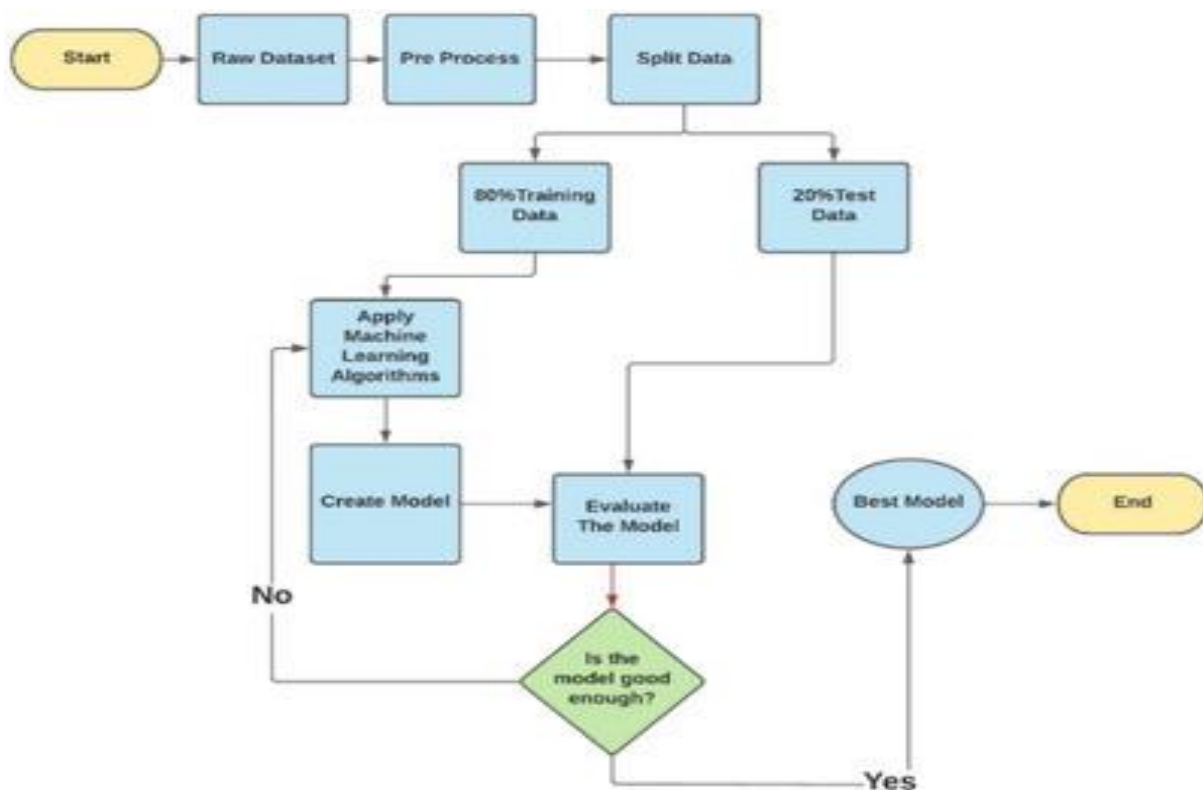 Start
Raw Dataset
Pre Process
Split Data
80%Training
Data
20%Test
Data
Apply
Machine
Learning
Algorithms
Create Model
Evaluate
The Model
Best Model
End
No
Is the
model good
enough?
Yes